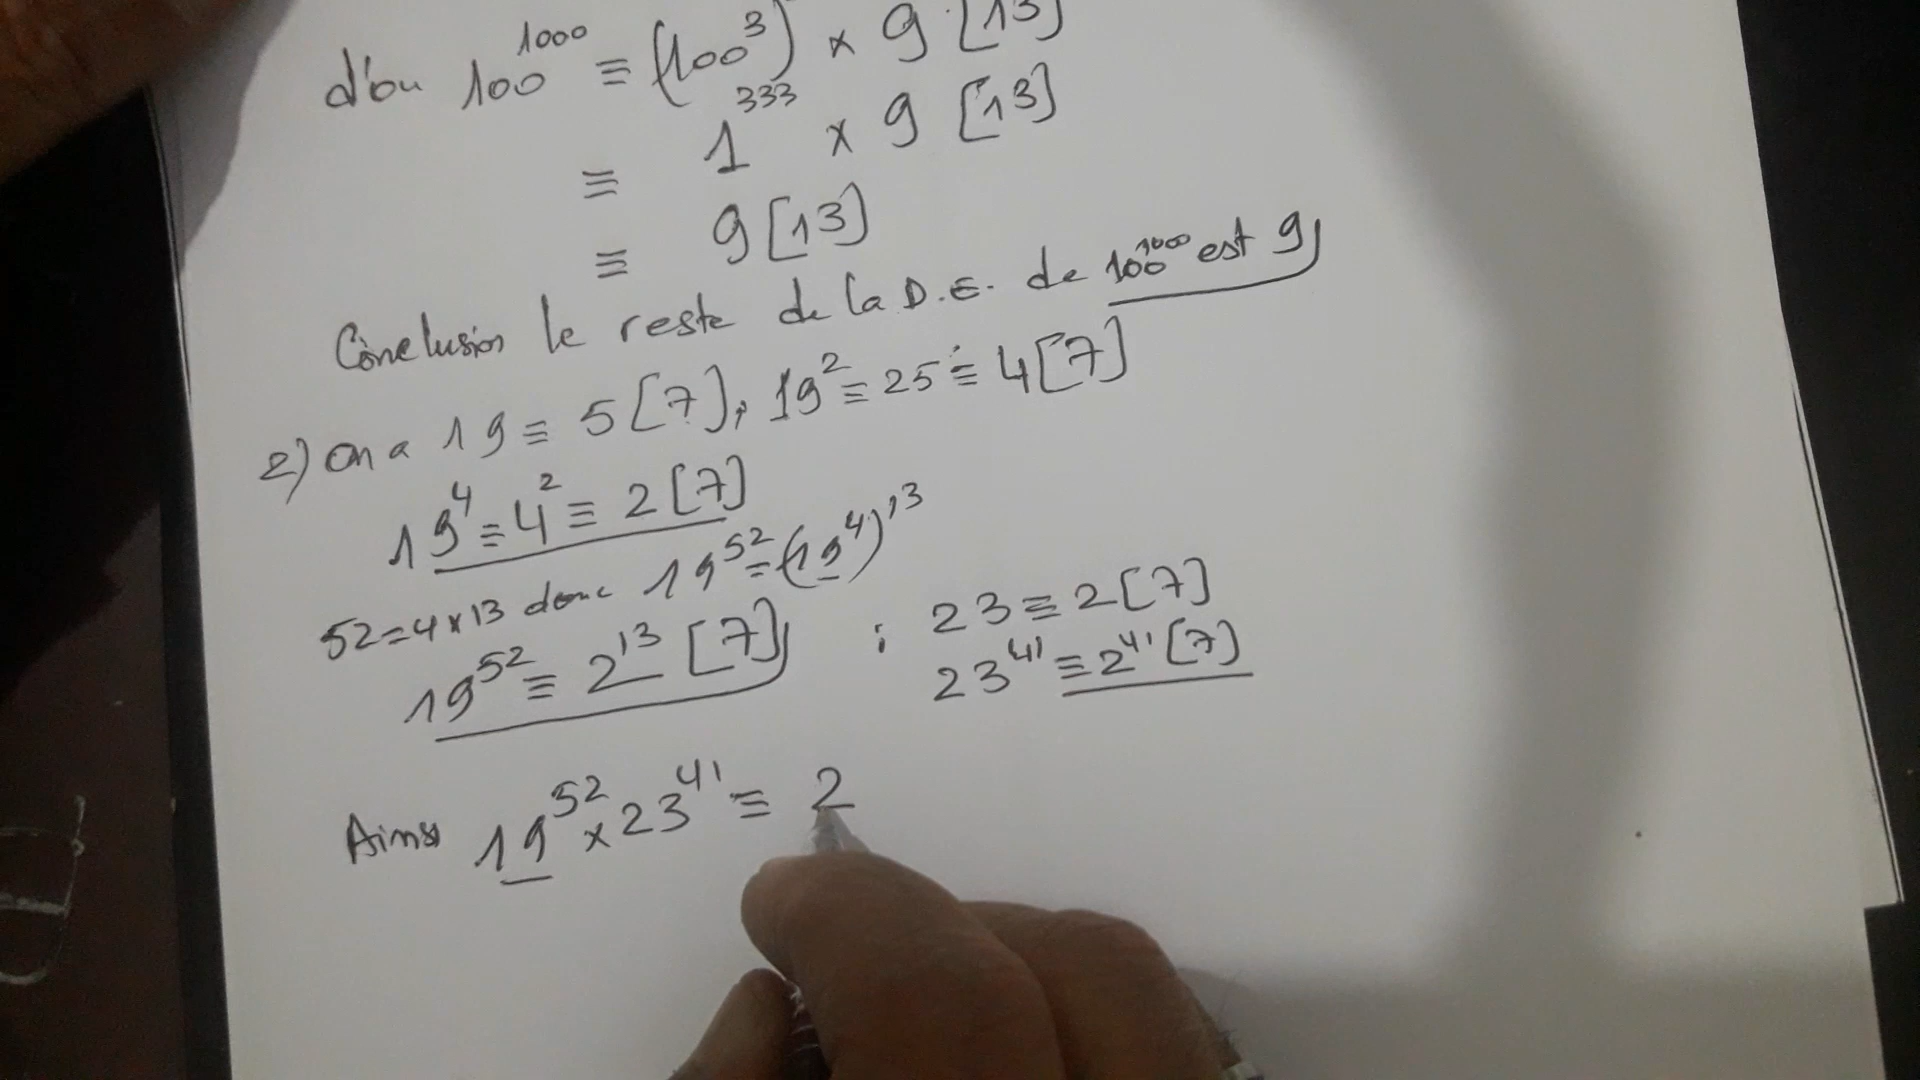 d'où 100^1000 ≡ (100^3) × 9 [13]
≡ 1^333 × 9 [13]
≡ 9 [13]
Conclusion le reste de la D.E. de 100^1000 est 9
2) On a 19 ≡ 5 [7], 19^2 ≡ 25 ≡ 4 [7]
19^4 ≡ 4^2 ≡ 2 [7]
52 = 4 × 13 donc 19^52 = (19^4)^13
19^52 ≡ 2^13 [7] ; 23 ≡ 2 [7]
23^41 ≡ 2^41 [7]
Ainsi 19^52 × 23^41 ≡ 2